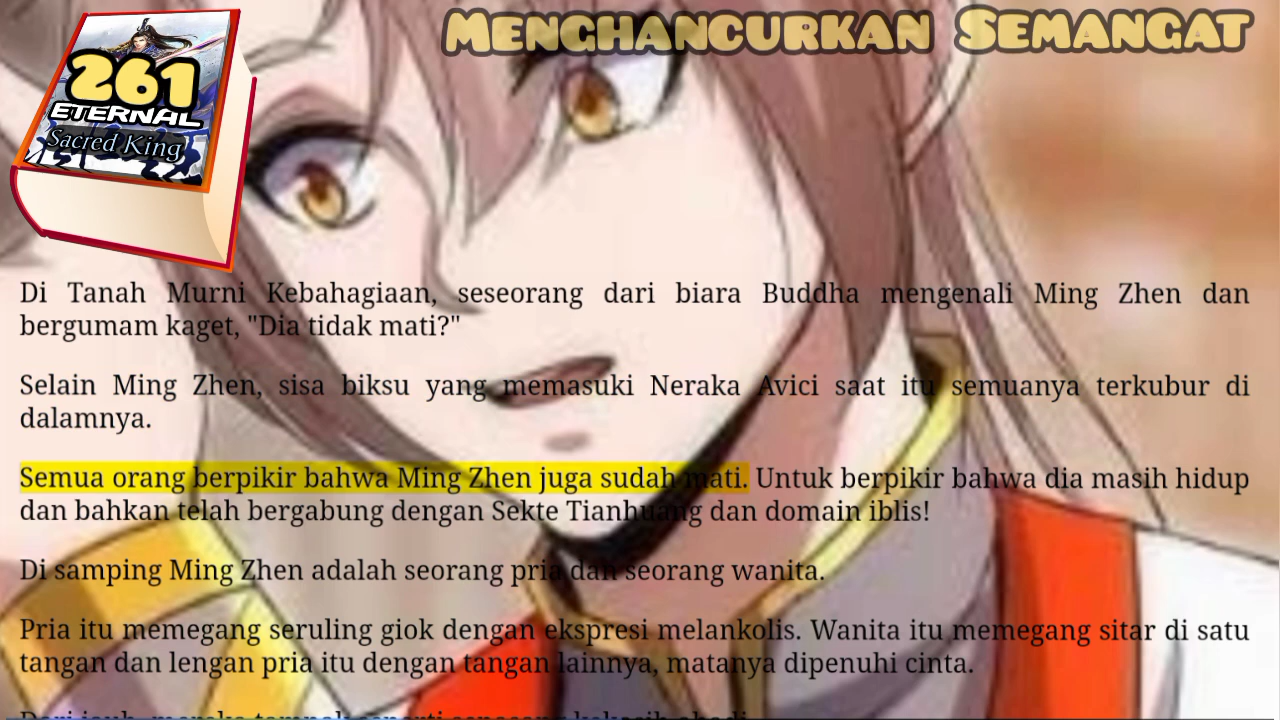 Menghancurkan Semangat
261
ETERNAL
Sacred King
Di Tanah Murni Kebahagiaan, seseorang dari biara Buddha mengenali Ming Zhen dan
bergumam kaget, "Dia tidak mati?"
Selain Ming Zhen, sisa biksu yang memasuki Neraka Avici saat itu semuanya terkubur di
dalamnya.
Semua orang berpikir bahwa Ming Zhen juga sudah mati. Untuk berpikir bahwa dia masih hidup
dan bahkan telah bergabung dengan Sekte Tianhuang dan domain iblis!
Di samping Ming Zhen adalah seorang pria dan seorang wanita.
Pria itu memegang seruling giok dengan ekspresi melankolis. Wanita itu memegang sitar di satu
tangan dan lengan pria itu dengan tangan lainnya, matanya dipenuhi cinta.